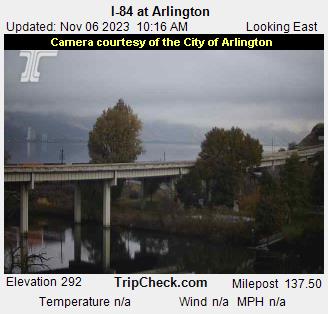 I-84 at Arlington
Updated: Nov 06 2023 10:16 AM Looking East
Camera courtesy of the City of Arlington
Elevation 292 TripCheck.com Milepost 137.50
Temperature n/a Wind n/a MPH n/a